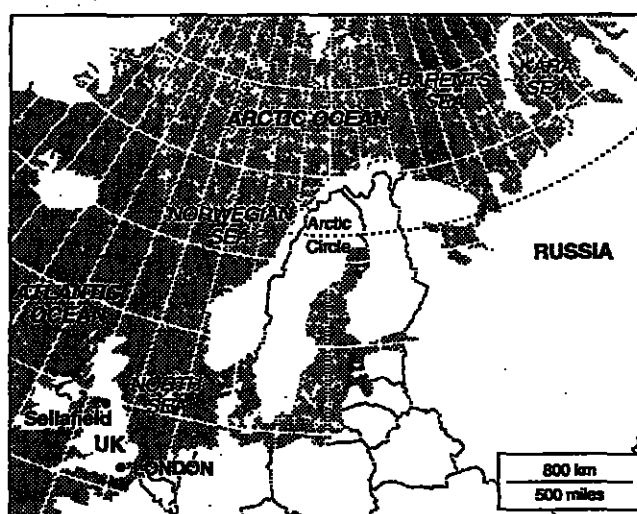 KARA
SEA
BARENTS
SEA
ARCTIC OCEAN
NORWEGIAN
SEA
Arctic
Circle
RUSSIA
ATLANTIC
OCEAN
NORTH
SEA
Sellafield
UK
LONDON
800 km
500 miles